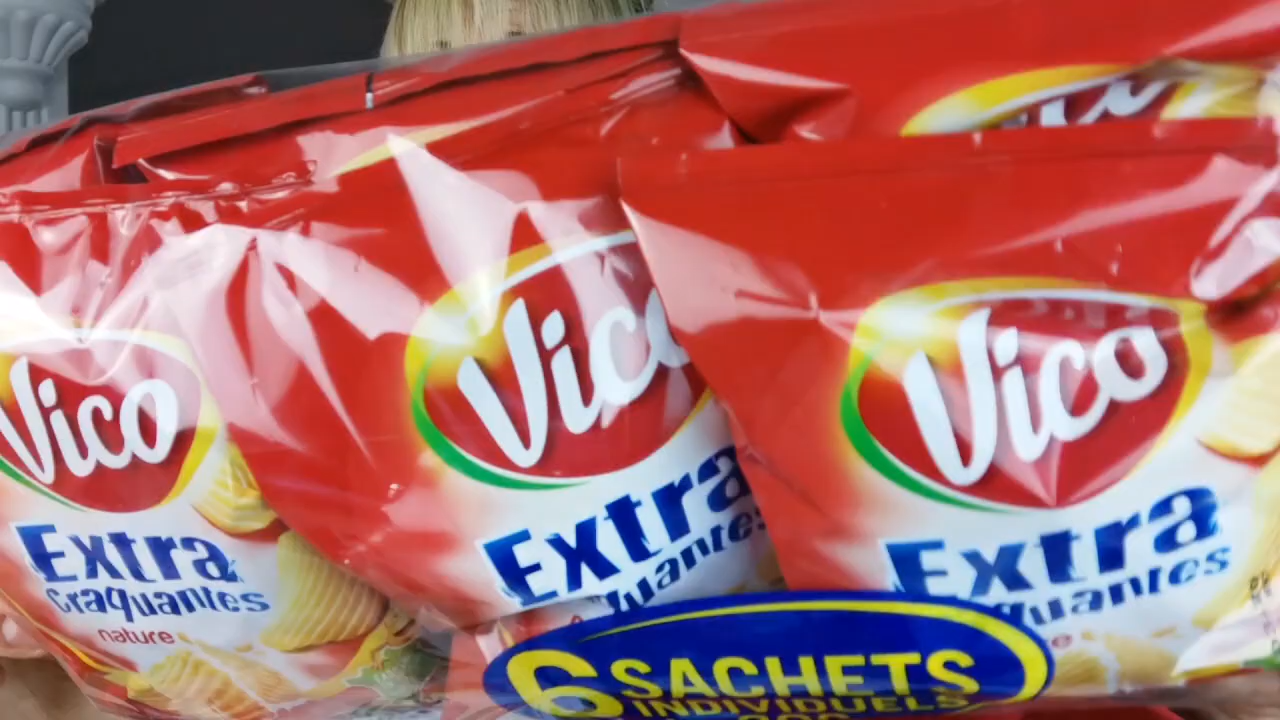 Vico
Extra
craquantes
nature
Vico
Extra
Vico
Extra
6 SACHETS
INDIVIDUELS